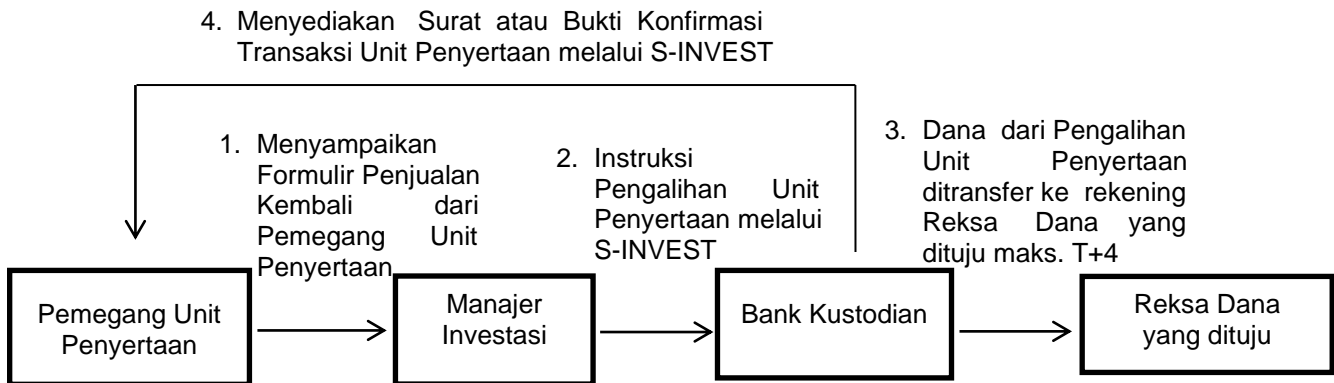 4. Menyediakan Surat atau Bukti Konfirmasi
Transaksi Unit Penyertaan melalui S-INVEST
1. Menyampaikan
Formulir Penjualan
Kembali dari
Pemegang Unit
Penyertaan
2. Instruksi
Pengalihan Unit
Penyertaan melalui
S-INVEST
3. Dana dari Pengalihan
Unit Penyertaan
ditransfer ke rekening
Reksa Dana yang
dituju maks. T+4
Pemegang Unit
Penyertaan
Manajer
Investasi
Bank Kustodian
Reksa Dana
yang dituju